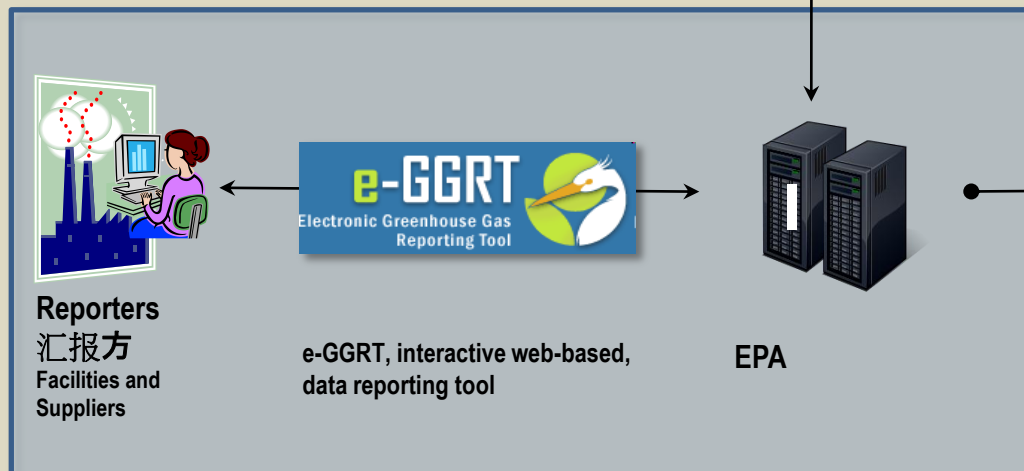 e-GGRT
Electronic Greenhouse Gas
Reporting Tool
Reporters
汇报方
Facilities and
Suppliers
e-GGRT, interactive web-based,
data reporting tool
EPA